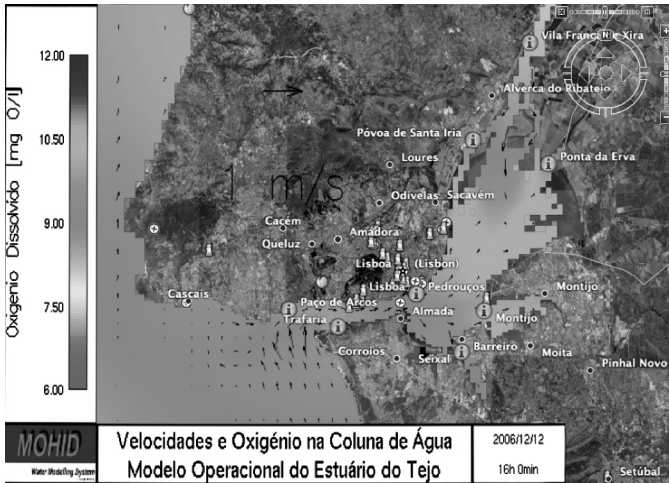 12.00
10.50
9.00
7.50
6.00
Oxigenio Dissolvido [mg O/l]
1 m/s
N
Vila Franca de Xira
Alverca do Ribatejo
Póvoa de Santa Iria
Loures
Ponta da Erva
Odivelas
Sacavém
Cacém
Amadora
Queluz
Lisboa (Lisbon)
Lisboa
Pedrouços
Montijo
Cascais
Paço de Arcos
Almada
Montijo
Trafaria
Corroios
Seixal
Barreiro
Moita
Pinhal Novo
Setúbal
MOHID
Water Modelling System
Velocidades e Oxigénio na Coluna de Água
Modelo Operacional do Estuário do Tejo
2006/12/12
16h 0min